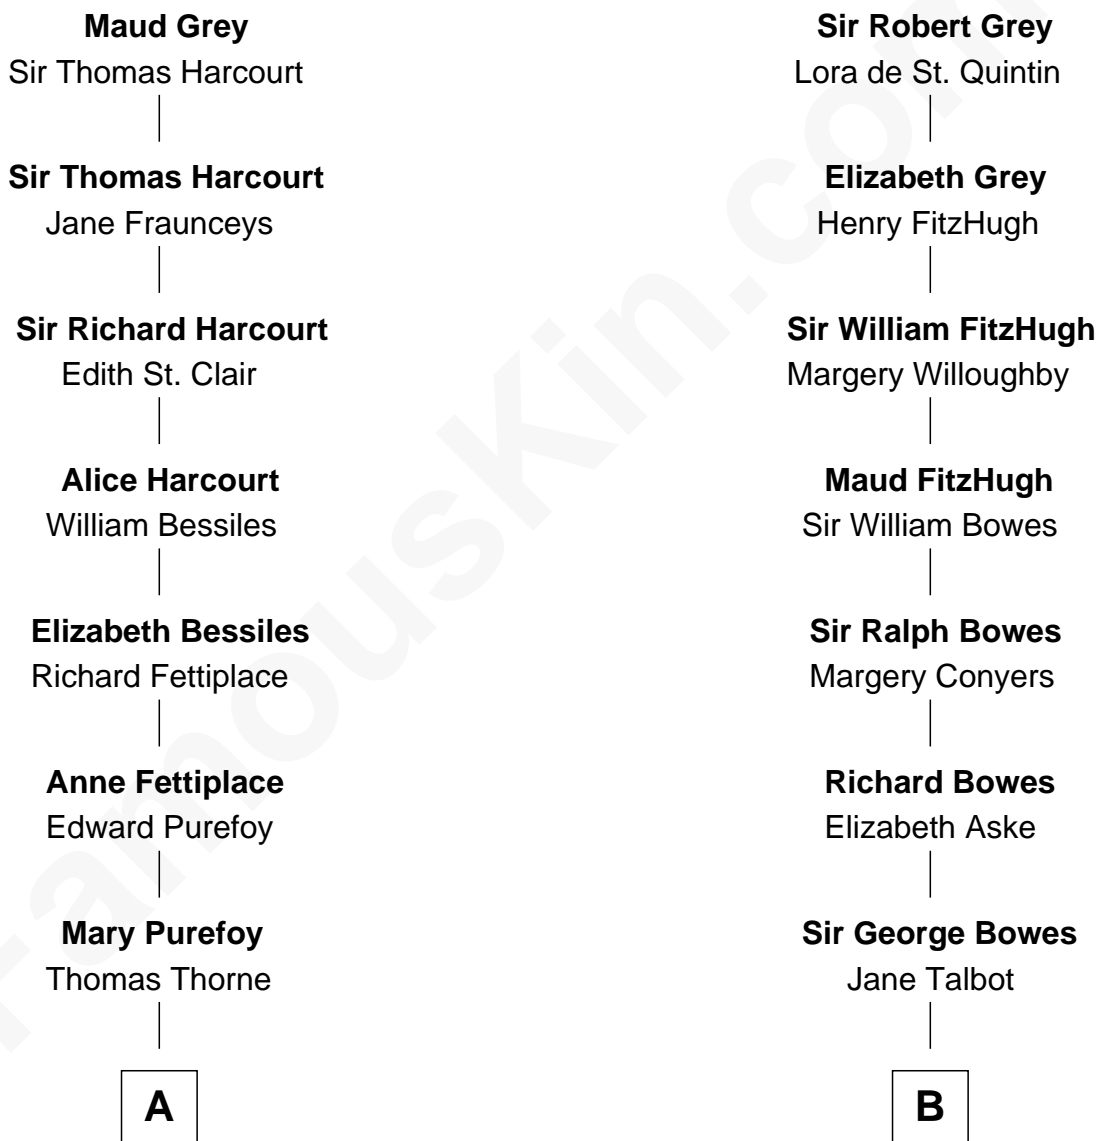 Maud Grey
Sir Thomas Harcourt
Sir Thomas Harcourt
Jane Fraunceys
Sir Richard Harcourt
Edith St. Clair
Alice Harcourt
William Bessiles
Elizabeth Bessiles
Richard Fettiplace
Anne Fettiplace
Edward Purefoy
Mary Purefoy
Thomas Thorne
A
Sir Robert Grey
Lora de St. Quintin
Elizabeth Grey
Henry FitzHugh
Sir William FitzHugh
Margery Willoughby
Maud FitzHugh
Sir William Bowes
Sir Ralph Bowes
Margery Conyers
Richard Bowes
Elizabeth Aske
Sir George Bowes
Jane Talbot
B
FamousKin.com